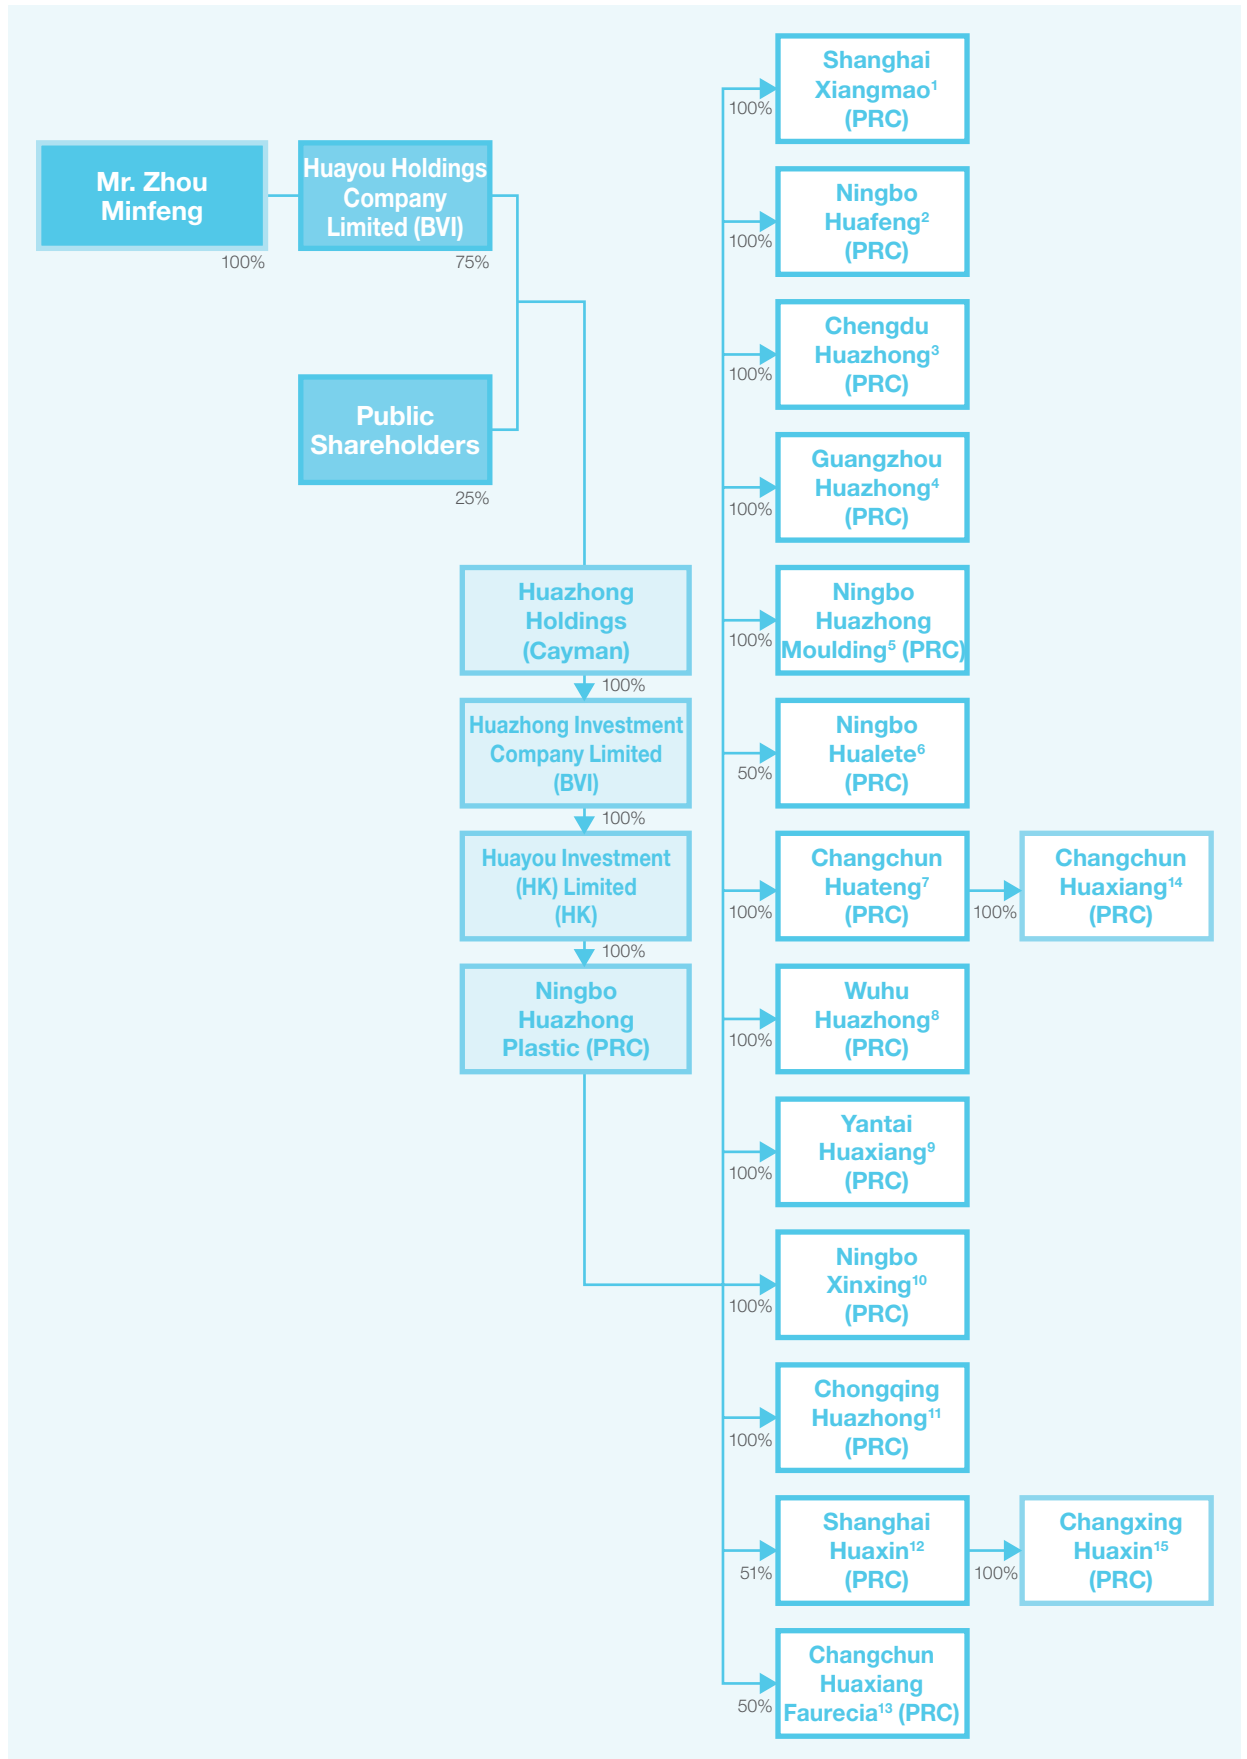 Mr. Zhou
Minfeng
100%
Huayou Holdings
Company
Limited (BVI)
75%
Public
Shareholders
25%
Huazhong
Holdings
(Cayman)
100%
Huazhong Investment
Company Limited
(BVI)
100%
Huayou Investment
(HK) Limited
(HK)
100%
Ningbo
Huazhong
Plastic (PRC)
100%
Shanghai
Xiangmao¹
(PRC)
100%
Ningbo
Huafeng²
(PRC)
100%
Chengdu
Huazhong³
(PRC)
100%
Guangzhou
Huazhong⁴
(PRC)
100%
Ningbo
Huazhong
Moulding⁵ (PRC)
50%
Ningbo
Hualete⁶
(PRC)
100%
Changchun
Huateng⁷
(PRC)
100%
Changchun
Huaxiang¹⁴
(PRC)
100%
Wuhu
Huazhong⁸
(PRC)
100%
Yantai
Huaxiang⁹
(PRC)
100%
Ningbo
Xinxing¹⁰
(PRC)
100%
Chongqing
Huazhong¹¹
(PRC)
51%
Shanghai
Huaxin¹²
(PRC)
100%
Changxing
Huaxin¹⁵
(PRC)
50%
Changchun
Huaxiang
Faurecia¹³ (PRC)